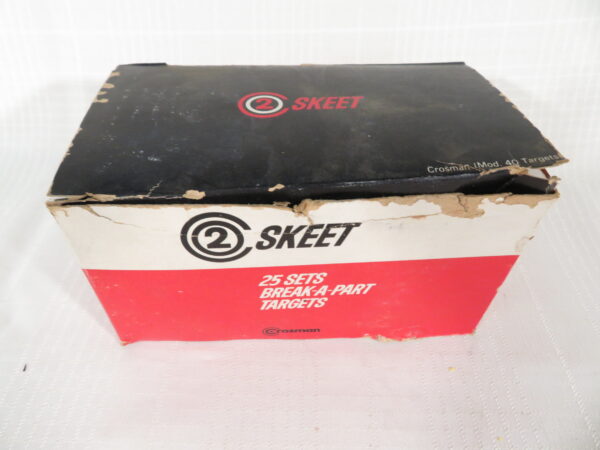 2 SKEET
Crosman-/Mod. 40 Targets
2 SKEET
25 SETS
BREAK-A-PART
TARGETS
Crosman